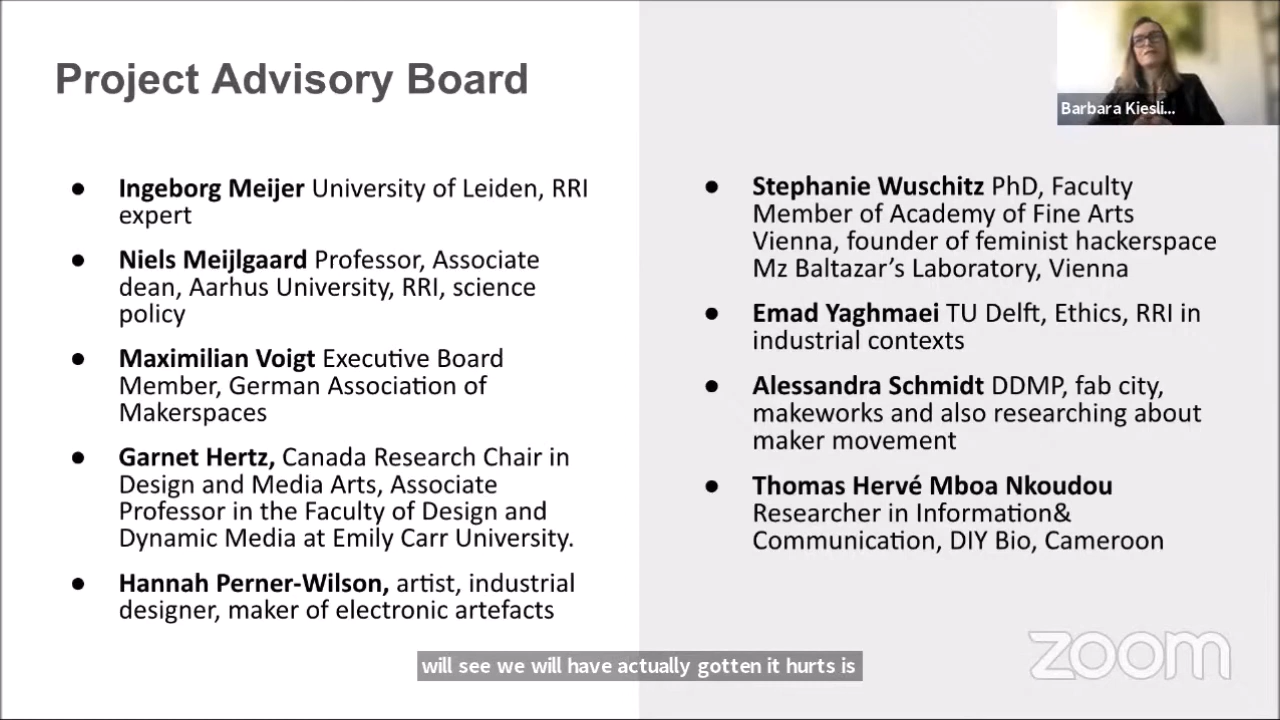 Project Advisory Board
● Ingeborg Meijer University of Leiden, RRI
expert
● Niels Meijlgaard Professor, Associate
dean, Aarhus University, RRI, science
policy
● Maximilian Voigt Executive Board
Member, German Association of
Makerspaces
● Garnet Hertz, Canada Research Chair in
Design and Media Arts, Associate
Professor in the Faculty of Design and
Dynamic Media at Emily Carr University.
● Hannah Perner-Wilson, artist, industrial
designer, maker of electronic artefacts
Barbara Kiesli...
● Stephanie Wuschitz PhD, Faculty
Member of Academy of Fine Arts
Vienna, founder of feminist hackerspace
Mz Baltazar’s Laboratory, Vienna
● Emad Yaghmaei TU Delft, Ethics, RRI in
industrial contexts
● Alessandra Schmidt DDMP, fab city,
makeworks and also researching about
maker movement
● Thomas Hervé Mboa Nkoudou
Researcher in Information&
Communication, DIY Bio, Cameroon
zoom
will see we will have actually gotten it hurts is